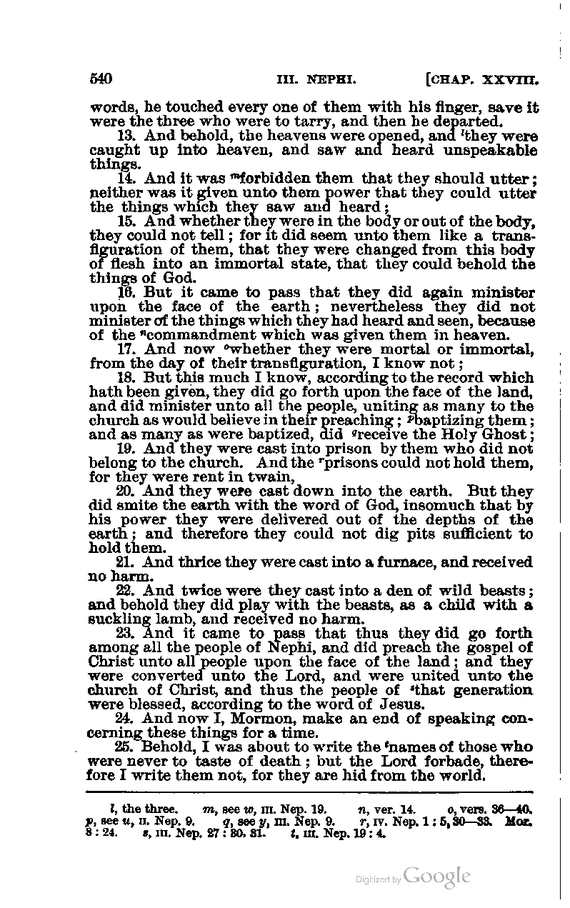 540 III. NEPHI. [CHAP. XXVIII.
words, he touched every one of them with his finger, save it
were the three who were to tarry, and then he departed.
13. And behold, the heavens were opened, and ˡthey were
caught up into heaven, and saw and heard unspeakable
things.
14. And it was ᵐforbidden them that they should utter;
neither was it given unto them power that they could utter
the things which they saw and heard;
15. And whether they were in the body or out of the body,
they could not tell; for it did seem unto them like a trans-
figuration of them, that they were changed from this body
of flesh into an immortal state, that they could behold the
things of God.
16. But it came to pass that they did again minister
upon the face of the earth; nevertheless they did not
minister of the things which they had heard and seen, because
of the ⁿcommandment which was given them in heaven.
17. And now ᵒwhether they were mortal or immortal,
from the day of their transfiguration, I know not;
18. But this much I know, according to the record which
hath been given, they did go forth upon the face of the land,
and did minister unto all the people, uniting as many to the
church as would believe in their preaching; ᵖbaptizing them;
and as many as were baptized, did ᑫreceive the Holy Ghost;
19. And they were cast into prison by them who did not
belong to the church. And the ʳprisons could not hold them,
for they were rent in twain,
20. And they were cast down into the earth. But they
did smite the earth with the word of God, insomuch that by
his power they were delivered out of the depths of the
earth; and therefore they could not dig pits sufficient to
hold them.
21. And thrice they were cast into a furnace, and received
no harm.
22. And twice were they cast into a den of wild beasts;
and behold they did play with the beasts, as a child with a
suckling lamb, and received no harm.
23. And it came to pass that thus they did go forth
among all the people of Nephi, and did preach the gospel of
Christ unto all people upon the face of the land; and they
were converted unto the Lord, and were united unto the
church of Christ, and thus the people of ˢthat generation
were blessed, according to the word of Jesus.
24. And now I, Mormon, make an end of speaking con-
cerning these things for a time.
25. Behold, I was about to write the ᵗnames of those who
were never to taste of death; but the Lord forbade, there-
fore I write them not, for they are hid from the world.
l, the three. m, see w, III. Nep. 19. n, ver. 14. o, vers. 36—40.
p, see u, II. Nep. 9. q, see y, III. Nep. 9. r, IV. Nep. 1:5, 30—33. Mor.
8:24. s, III. Nep. 27:30, 31. t, III. Nep. 19:4.
Digitized by Google